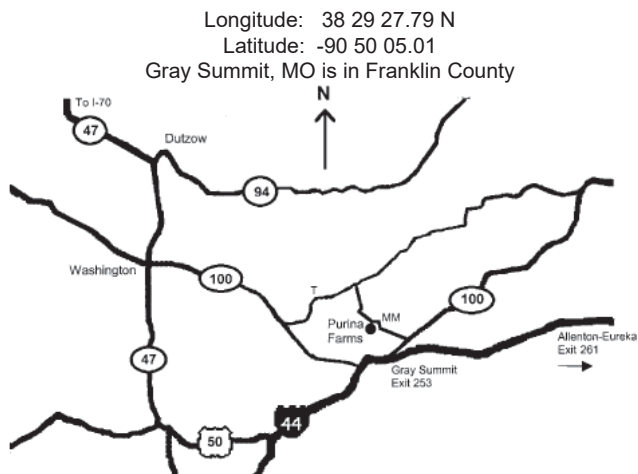 Longitude: 38 29 27.79 N
Latitude: -90 50 05.01
Gray Summit, MO is in Franklin County
N
To I-70
47
Dutzow
94
Washington
100
T
MM
100
Purina
Farms
Allenton-Eureka
Exit 261
47
Gray Summit
Exit 253
44
50